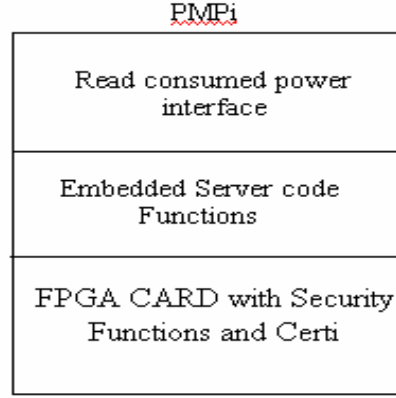 PMPi
Read consumed power
interface
Embedded Server code
Functions
FPGA CARD with Security
Functions and Certi